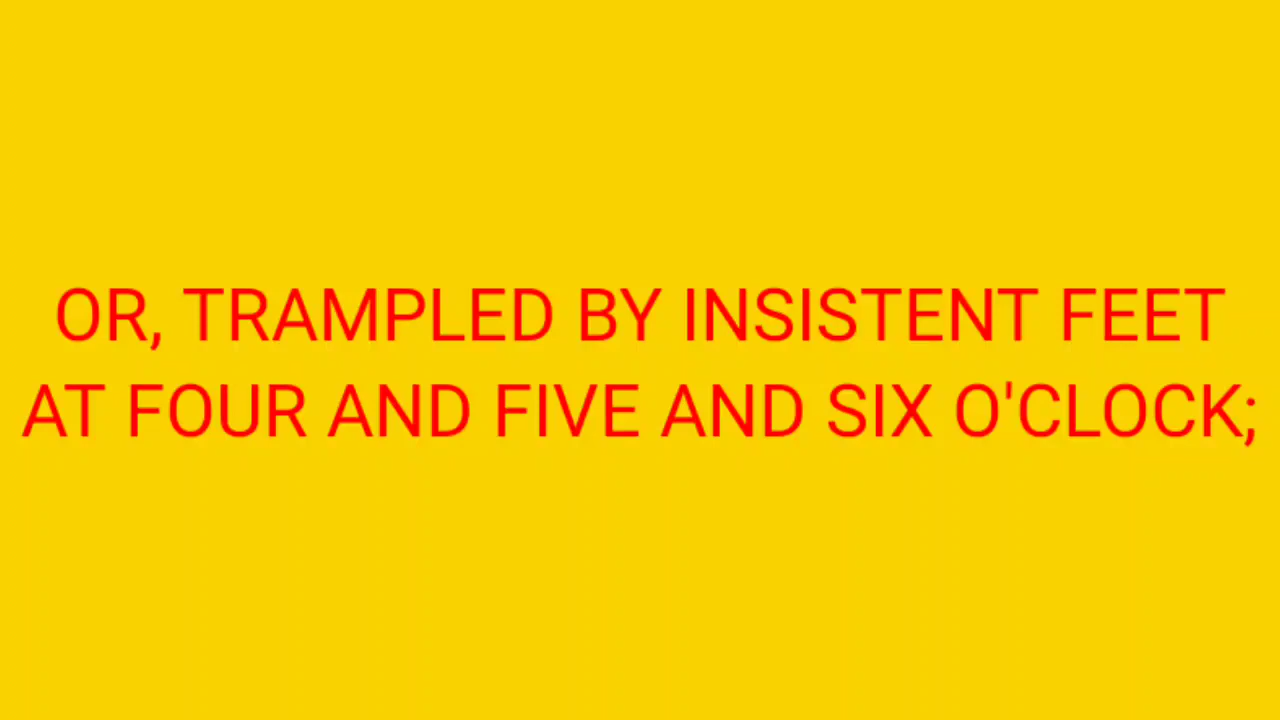 OR, TRAMPLED BY INSISTENT FEET
AT FOUR AND FIVE AND SIX O'CLOCK;